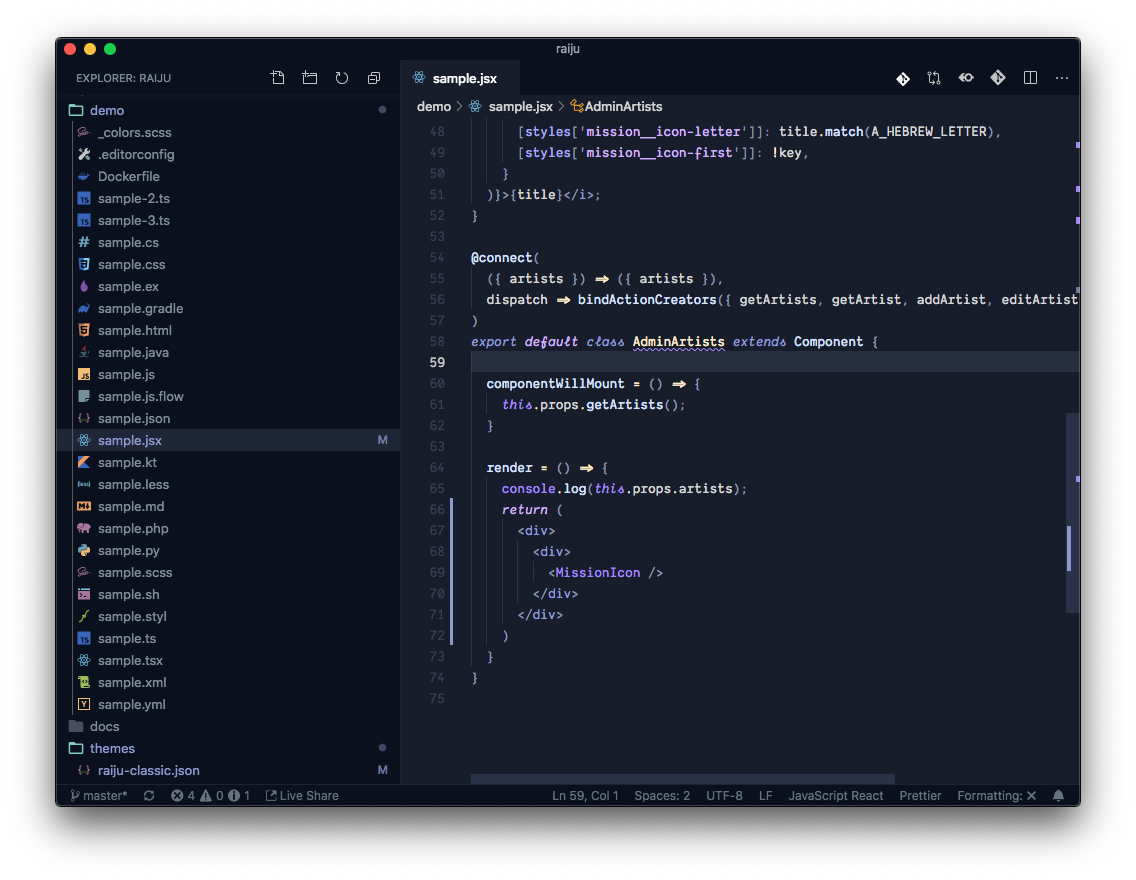 raiju
EXPLORER: RAIJU
demo
_colors.scss
.editorconfig
Dockerfile
TS sample-2.ts
TS sample-3.ts
# sample.cs
sample.css
sample.ex
sample.gradle
sample.html
sample.java
JS sample.js
sample.js.flow
{} sample.json
sample.jsx M
sample.kt
{less} sample.less
M↓ sample.md
sample.php
sample.py
sample.scss
sample.sh
sample.styl
TS sample.ts
sample.tsx
sample.xml
Y sample.yml
docs
themes
{} raiju-classic.json M
sample.jsx
demo > sample.jsx > AdminArtists
48 [styles['mission__icon-letter']]: title.match(A_HEBREW_LETTER),
49 [styles['mission__icon-first']]: !key,
50 }
51 )}>{title}</i>;
52 }
53
54 @connect(
55 ({ artists }) => ({ artists }),
56 dispatch => bindActionCreators({ getArtists, getArtist, addArtist, editArtist
57 )
58 export default class AdminArtists extends Component {
59
60 componentWillMount = () => {
61 this.props.getArtists();
62 }
63
64 render = () => {
65 console.log(this.props.artists);
66 return (
67 <div>
68 <div>
69 <MissionIcon />
70 </div>
71 </div>
72 )
73 }
74 }
75
master* 4 0 1 Live Share Ln 59, Col 1 Spaces: 2 UTF-8 LF JavaScript React Prettier Formatting: ✕